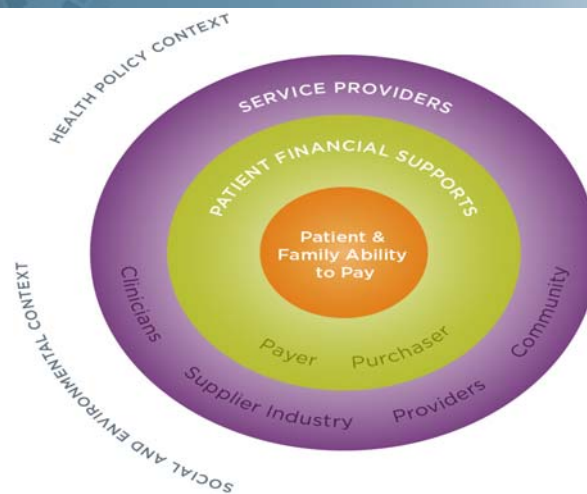 HEALTH POLICY CONTEXT
SERVICE PROVIDERS
PATIENT FINANCIAL SUPPORTS
Patient &
Family Ability
to Pay
Payer Purchaser
Clinicians
Supplier Industry
Providers
Community
SOCIAL AND ENVIRONMENTAL CONTEXT